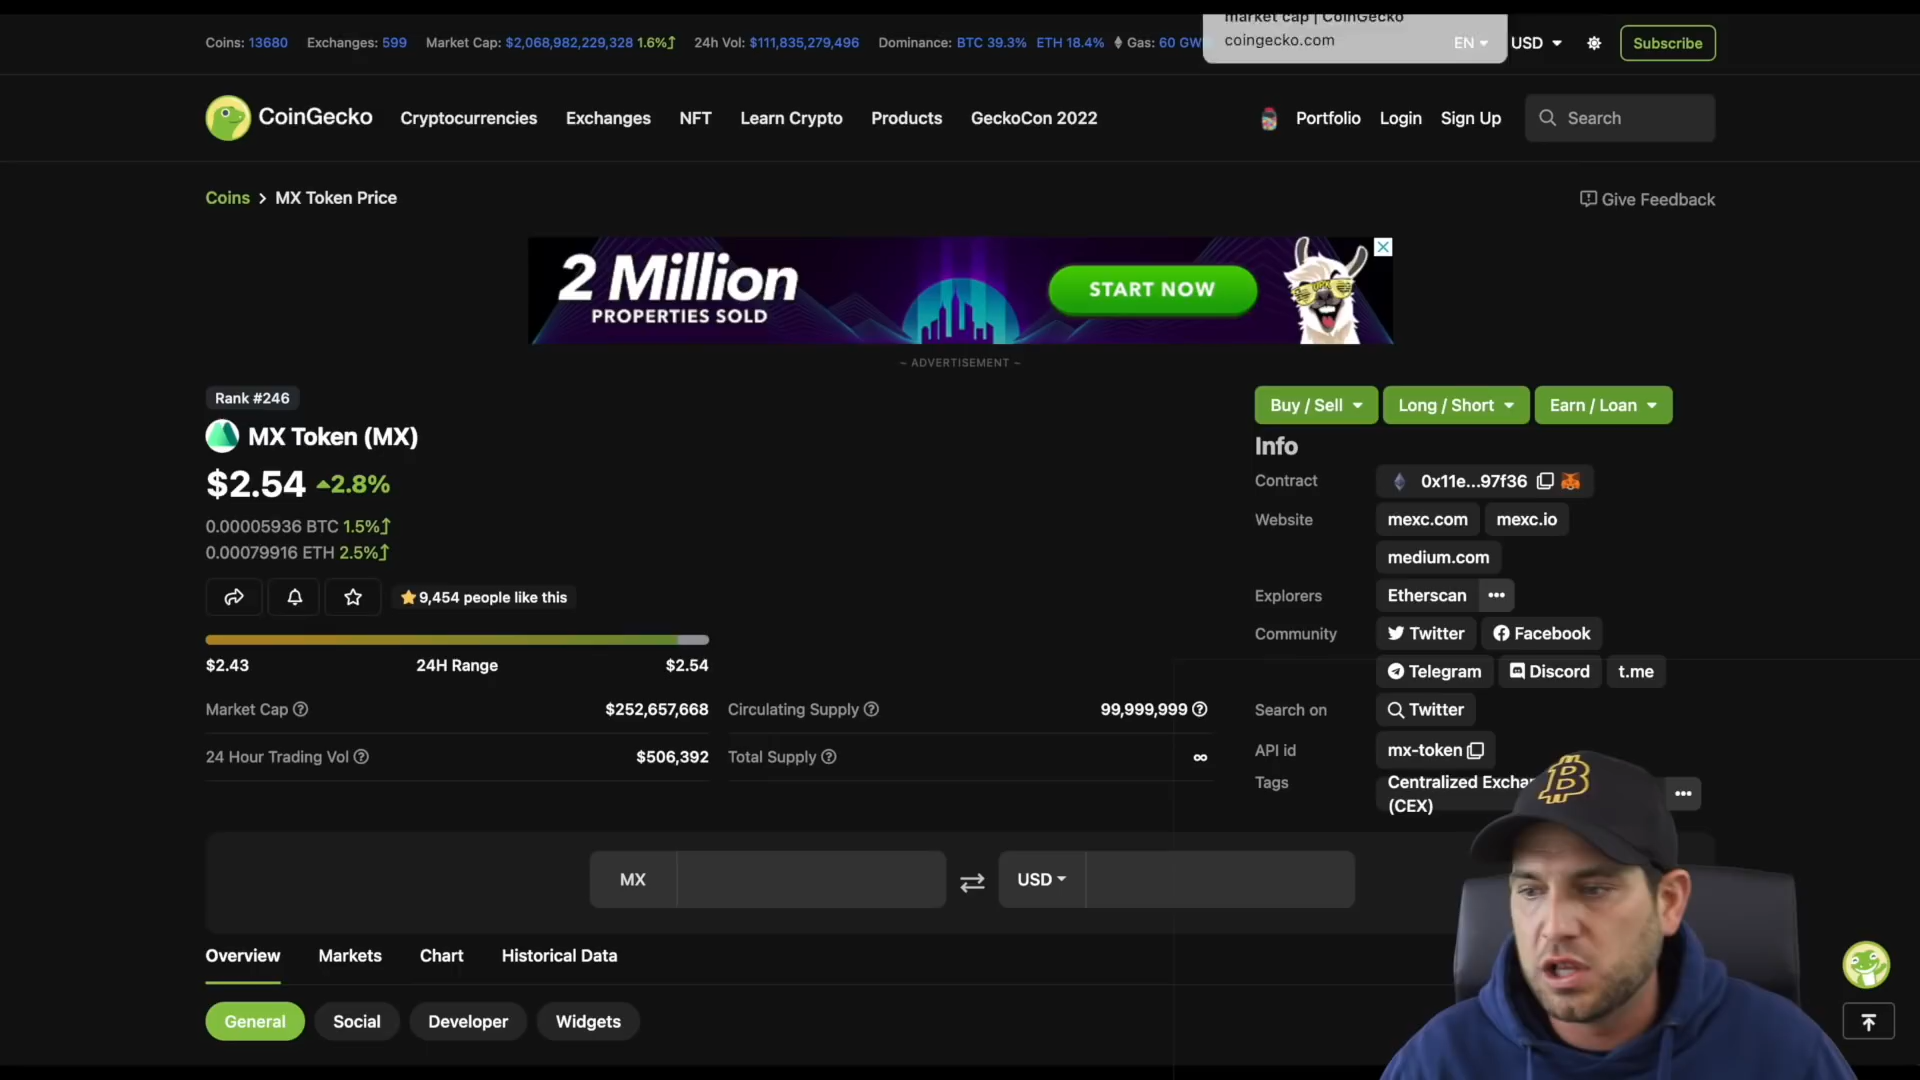 market cap | CoinGecko
coingecko.com
Coins: 13680 Exchanges: 599 Market Cap: $2,068,982,229,328 1.6% 24h Vol: $111,835,279,496 Dominance: BTC 39.3% ETH 18.4% Gas: 60 GW EN USD Subscribe
CoinGecko Cryptocurrencies Exchanges NFT Learn Crypto Products GeckoCon 2022 Portfolio Login Sign Up Search
Coins > MX Token Price Give Feedback
2 Million
PROPERTIES SOLD
START NOW
~ ADVERTISEMENT ~
Rank #246
MX Token (MX)
$2.54 2.8%
0.00005936 BTC 1.5%
0.00079916 ETH 2.5%
9,454 people like this
$2.43 24H Range $2.54
Market Cap $252,657,668 Circulating Supply 99,999,999
24 Hour Trading Vol $506,392 Total Supply ∞
Buy / Sell Long / Short Earn / Loan
Info
Contract 0x11e...97f36
Website mexc.com mexc.io
medium.com
Explorers Etherscan •••
Community Twitter Facebook
Telegram Discord t.me
Search on Twitter
API id mx-token
Tags Centralized Exchan
(CEX) •••
MX USD
Overview Markets Chart Historical Data
General Social Developer Widgets